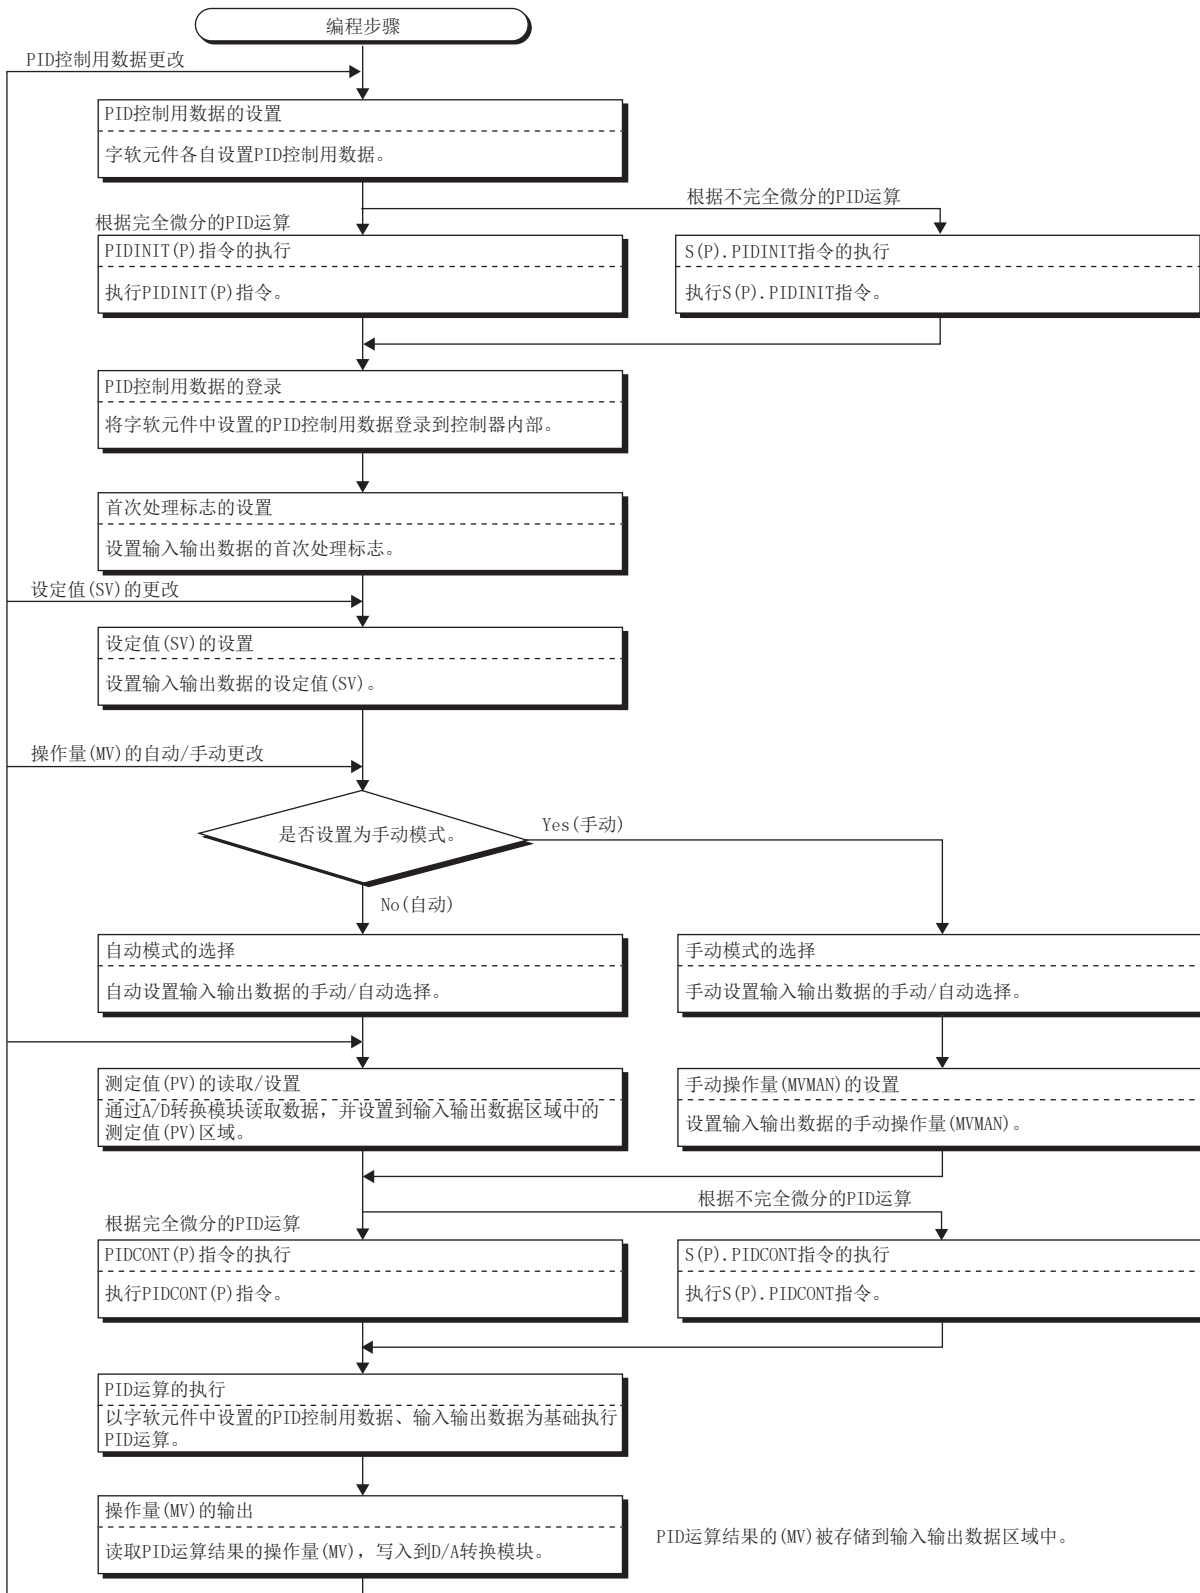 编程步骤
PID控制用数据更改
PID控制用数据的设置
字软元件各自设置PID控制用数据。
根据不完全微分的PID运算
根据完全微分的PID运算
PIDINIT(P)指令的执行
执行PIDINIT(P)指令。
S(P).PIDINIT指令的执行
执行S(P).PIDINIT指令。
PID控制用数据的登录
将字软元件中设置的PID控制用数据登录到控制器内部。
首次处理标志的设置
设置输入输出数据的首次处理标志。
设定值(SV)的更改
设定值(SV)的设置
设置输入输出数据的设定值(SV)。
操作量(MV)的自动/手动更改
是否设置为手动模式。
Yes(手动)
No(自动)
自动模式的选择
自动设置输入输出数据的手动/自动选择。
手动模式的选择
手动设置输入输出数据的手动/自动选择。
测定值(PV)的读取/设置
通过A/D转换模块读取数据，并设置到输入输出数据区域中的
测定值(PV)区域。
手动操作量(MVMAN)的设置
设置输入输出数据的手动操作量(MVMAN)。
根据不完全微分的PID运算
根据完全微分的PID运算
PIDCONT(P)指令的执行
执行PIDCONT(P)指令。
S(P).PIDCONT指令的执行
执行S(P).PIDCONT指令。
PID运算的执行
以字软元件中设置的PID控制用数据、输入输出数据为基础执行
PID运算。
操作量(MV)的输出
读取PID运算结果的操作量(MV)，写入到D/A转换模块。
PID运算结果的(MV)被存储到输入输出数据区域中。